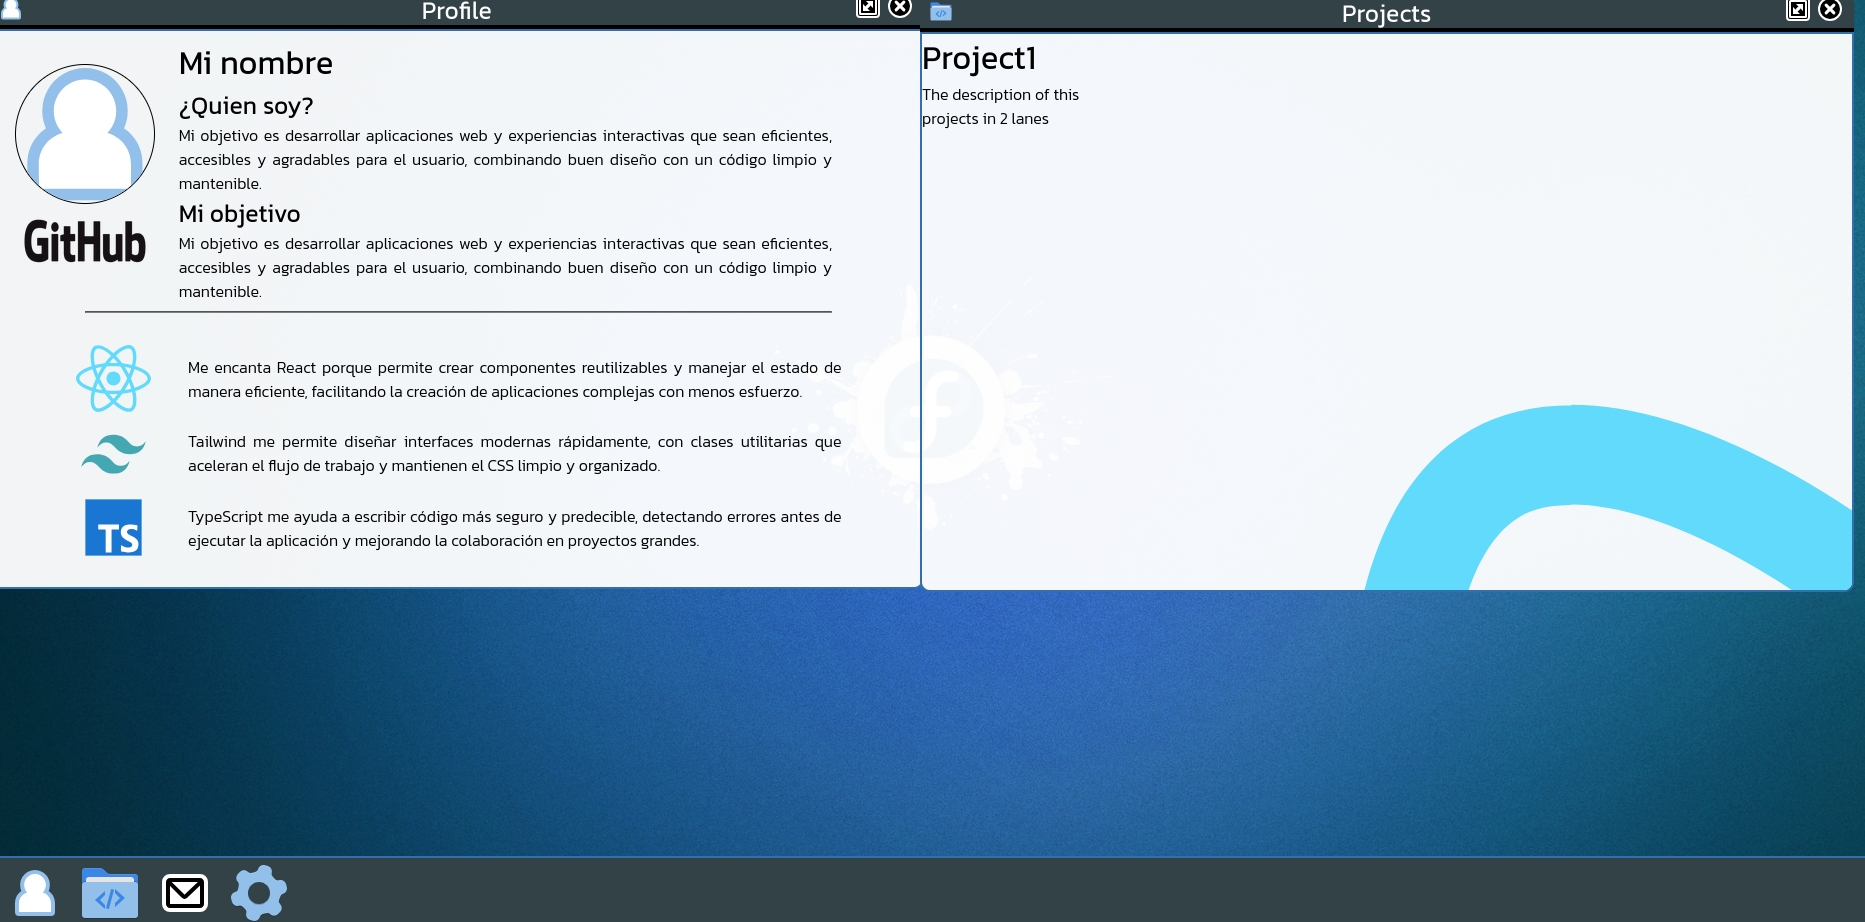 Profile
Mi nombre
¿Quien soy?
Mi objetivo es desarrollar aplicaciones web y experiencias interactivas que sean eficientes,
accesibles y agradables para el usuario, combinando buen diseño con un código limpio y
mantenible.
GitHub
Mi objetivo
Mi objetivo es desarrollar aplicaciones web y experiencias interactivas que sean eficientes,
accesibles y agradables para el usuario, combinando buen diseño con un código limpio y
mantenible.
Me encanta React porque permite crear componentes reutilizables y manejar el estado de
manera eficiente, facilitando la creación de aplicaciones complejas con menos esfuerzo.
Tailwind me permite diseñar interfaces modernas rápidamente, con clases utilitarias que
aceleran el flujo de trabajo y mantienen el CSS limpio y organizado.
TS
TypeScript me ayuda a escribir código más seguro y predecible, detectando errores antes de
ejecutar la aplicación y mejorando la colaboración en proyectos grandes.
Projects
Project1
The description of this
projects in 2 lanes